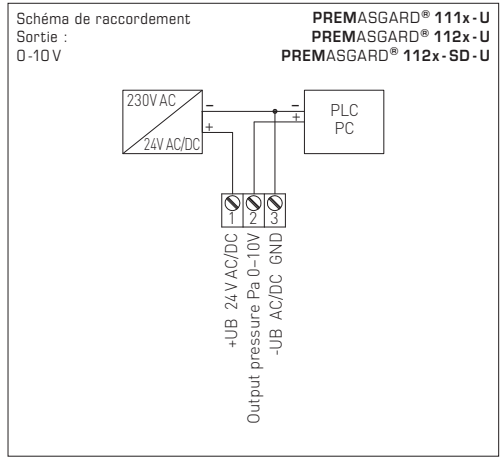 Schéma de raccordement
Sortie :
0-10 V
PREMASGARD® 111x-U
PREMASGARD® 112x-U
PREMASGARD® 112x-SD-U
230V AC
24V AC/DC
−
+
−
+
PLC
PC
1 2 3
+UB 24 V AC/DC
Output pressure Pa 0–10V
-UB AC/DC GND